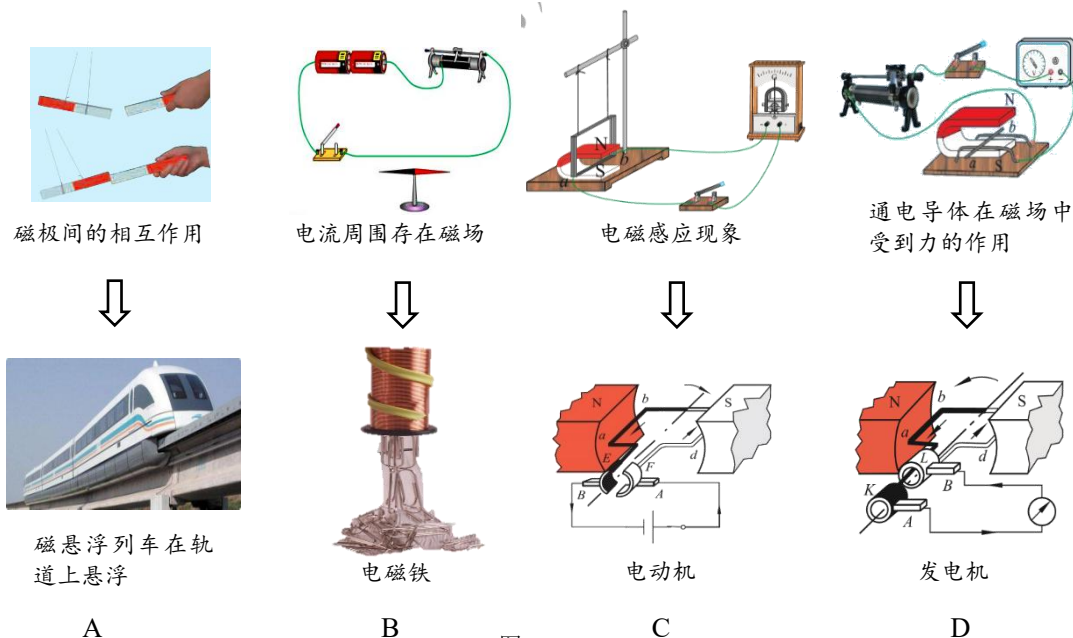 N
S
a
b
N
S
a
b
磁极间的相互作用
电流周围存在磁场
电磁感应现象
通电导体在磁场中
受到力的作用
N
S
a
b
d
E
F
B
A
N
S
a
b
d
L
K
B
A
磁悬浮列车在轨
道上悬浮
电磁铁
电动机
发电机
A
B
C
D